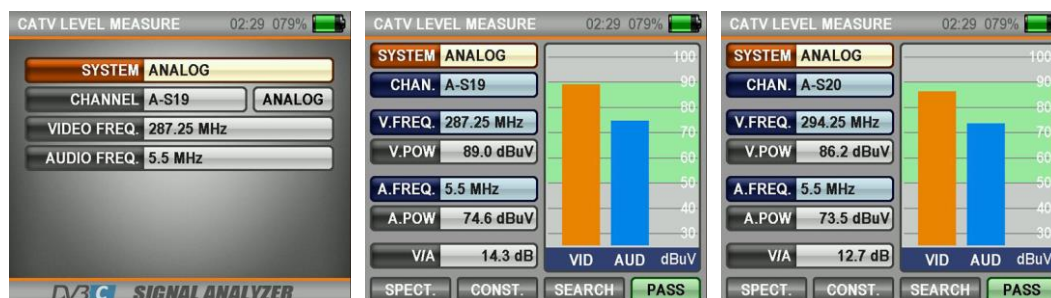 CATV LEVEL MEASURE 02:29 079%
SYSTEM ANALOG
CHANNEL A-S19 ANALOG
VIDEO FREQ. 287.25 MHz
AUDIO FREQ. 5.5 MHz
DVB C SIGNAL ANALYZER
CATV LEVEL MEASURE 02:29 079%
SYSTEM ANALOG
CHAN. A-S19
V.FREQ. 287.25 MHz
V.POW 89.0 dBuV
A.FREQ. 5.5 MHz
A.POW 74.6 dBuV
V/A 14.3 dB
100
90
80
70
60
50
40
30
VID AUD dBuV
SPECT. CONST. SEARCH PASS
CATV LEVEL MEASURE 02:29 079%
SYSTEM ANALOG
CHAN. A-S20
V.FREQ. 294.25 MHz
V.POW 86.2 dBuV
A.FREQ. 5.5 MHz
A.POW 73.5 dBuV
V/A 12.7 dB
100
90
80
70
60
50
40
30
VID AUD dBuV
SPECT. CONST. SEARCH PASS